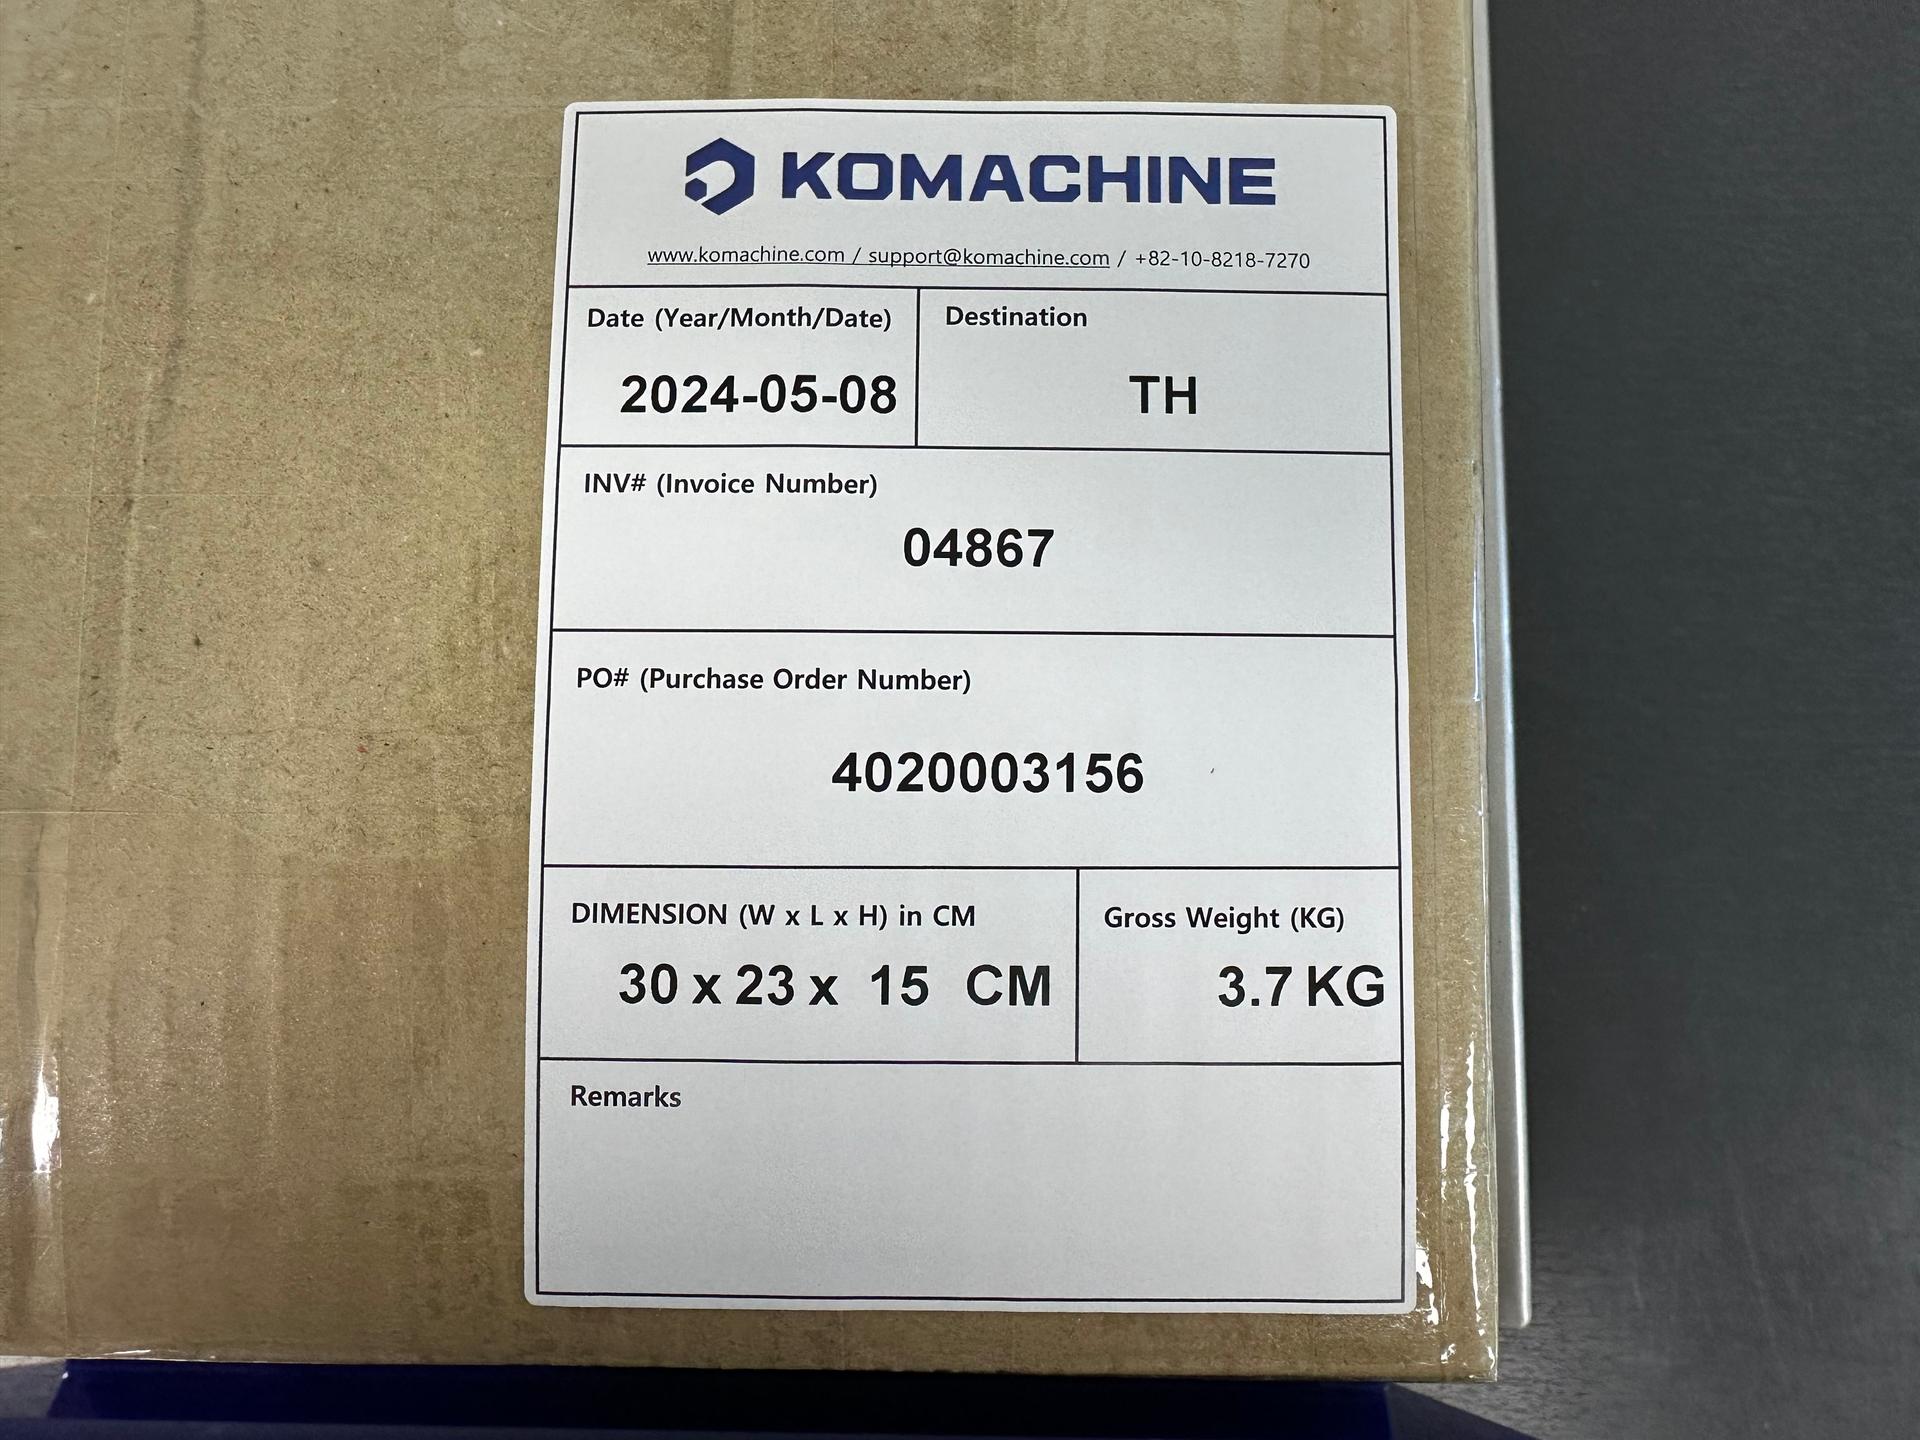 KOMACHINE
www.komachine.com / support@komachine.com / +82-10-8218-7270
Date (Year/Month/Date)
2024-05-08
Destination
TH
INV# (Invoice Number)
04867
PO# (Purchase Order Number)
4020003156
DIMENSION (W x L x H) in CM
30 x 23 x 15 CM
Gross Weight (KG)
3.7 KG
Remarks